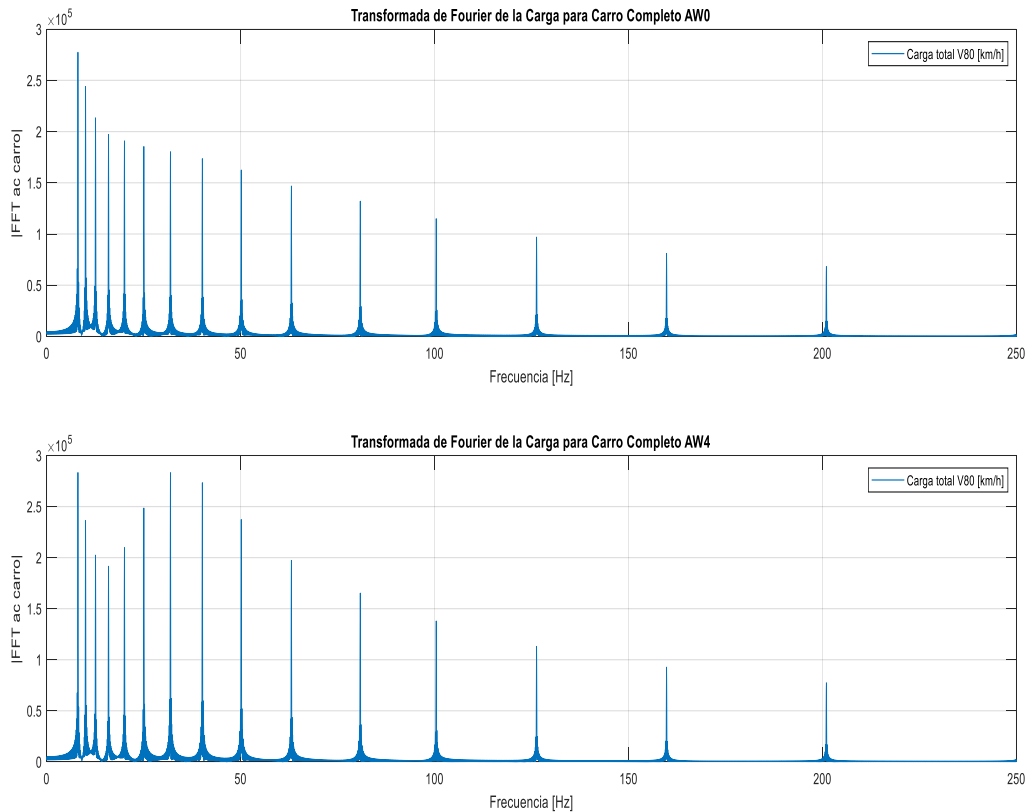 Transformada de Fourier de la Carga para Carro Completo AW0
×10^5
3
2.5
2
1.5
1
0.5
0
|FFT ac carro|
Carga total V80 [km/h]
0 50 100 150 200 250
Frecuencia [Hz]
Transformada de Fourier de la Carga para Carro Completo AW4
×10^5
3
2.5
2
1.5
1
0.5
0
|FFT ac carro|
Carga total V80 [km/h]
0 50 100 150 200 250
Frecuencia [Hz]